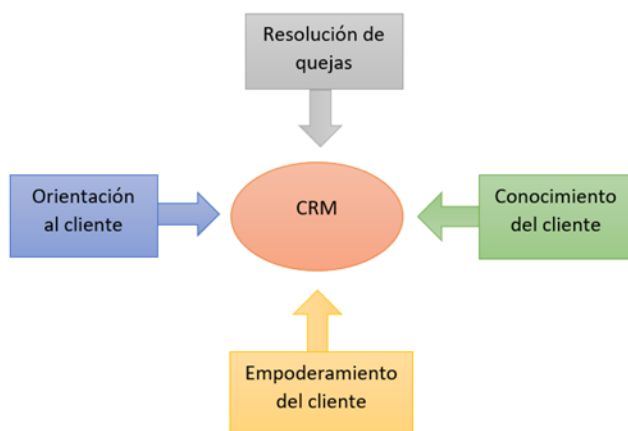 Resolución de
quejas
Orientación
al cliente
CRM
Conocimiento
del cliente
Empoderamiento
del cliente